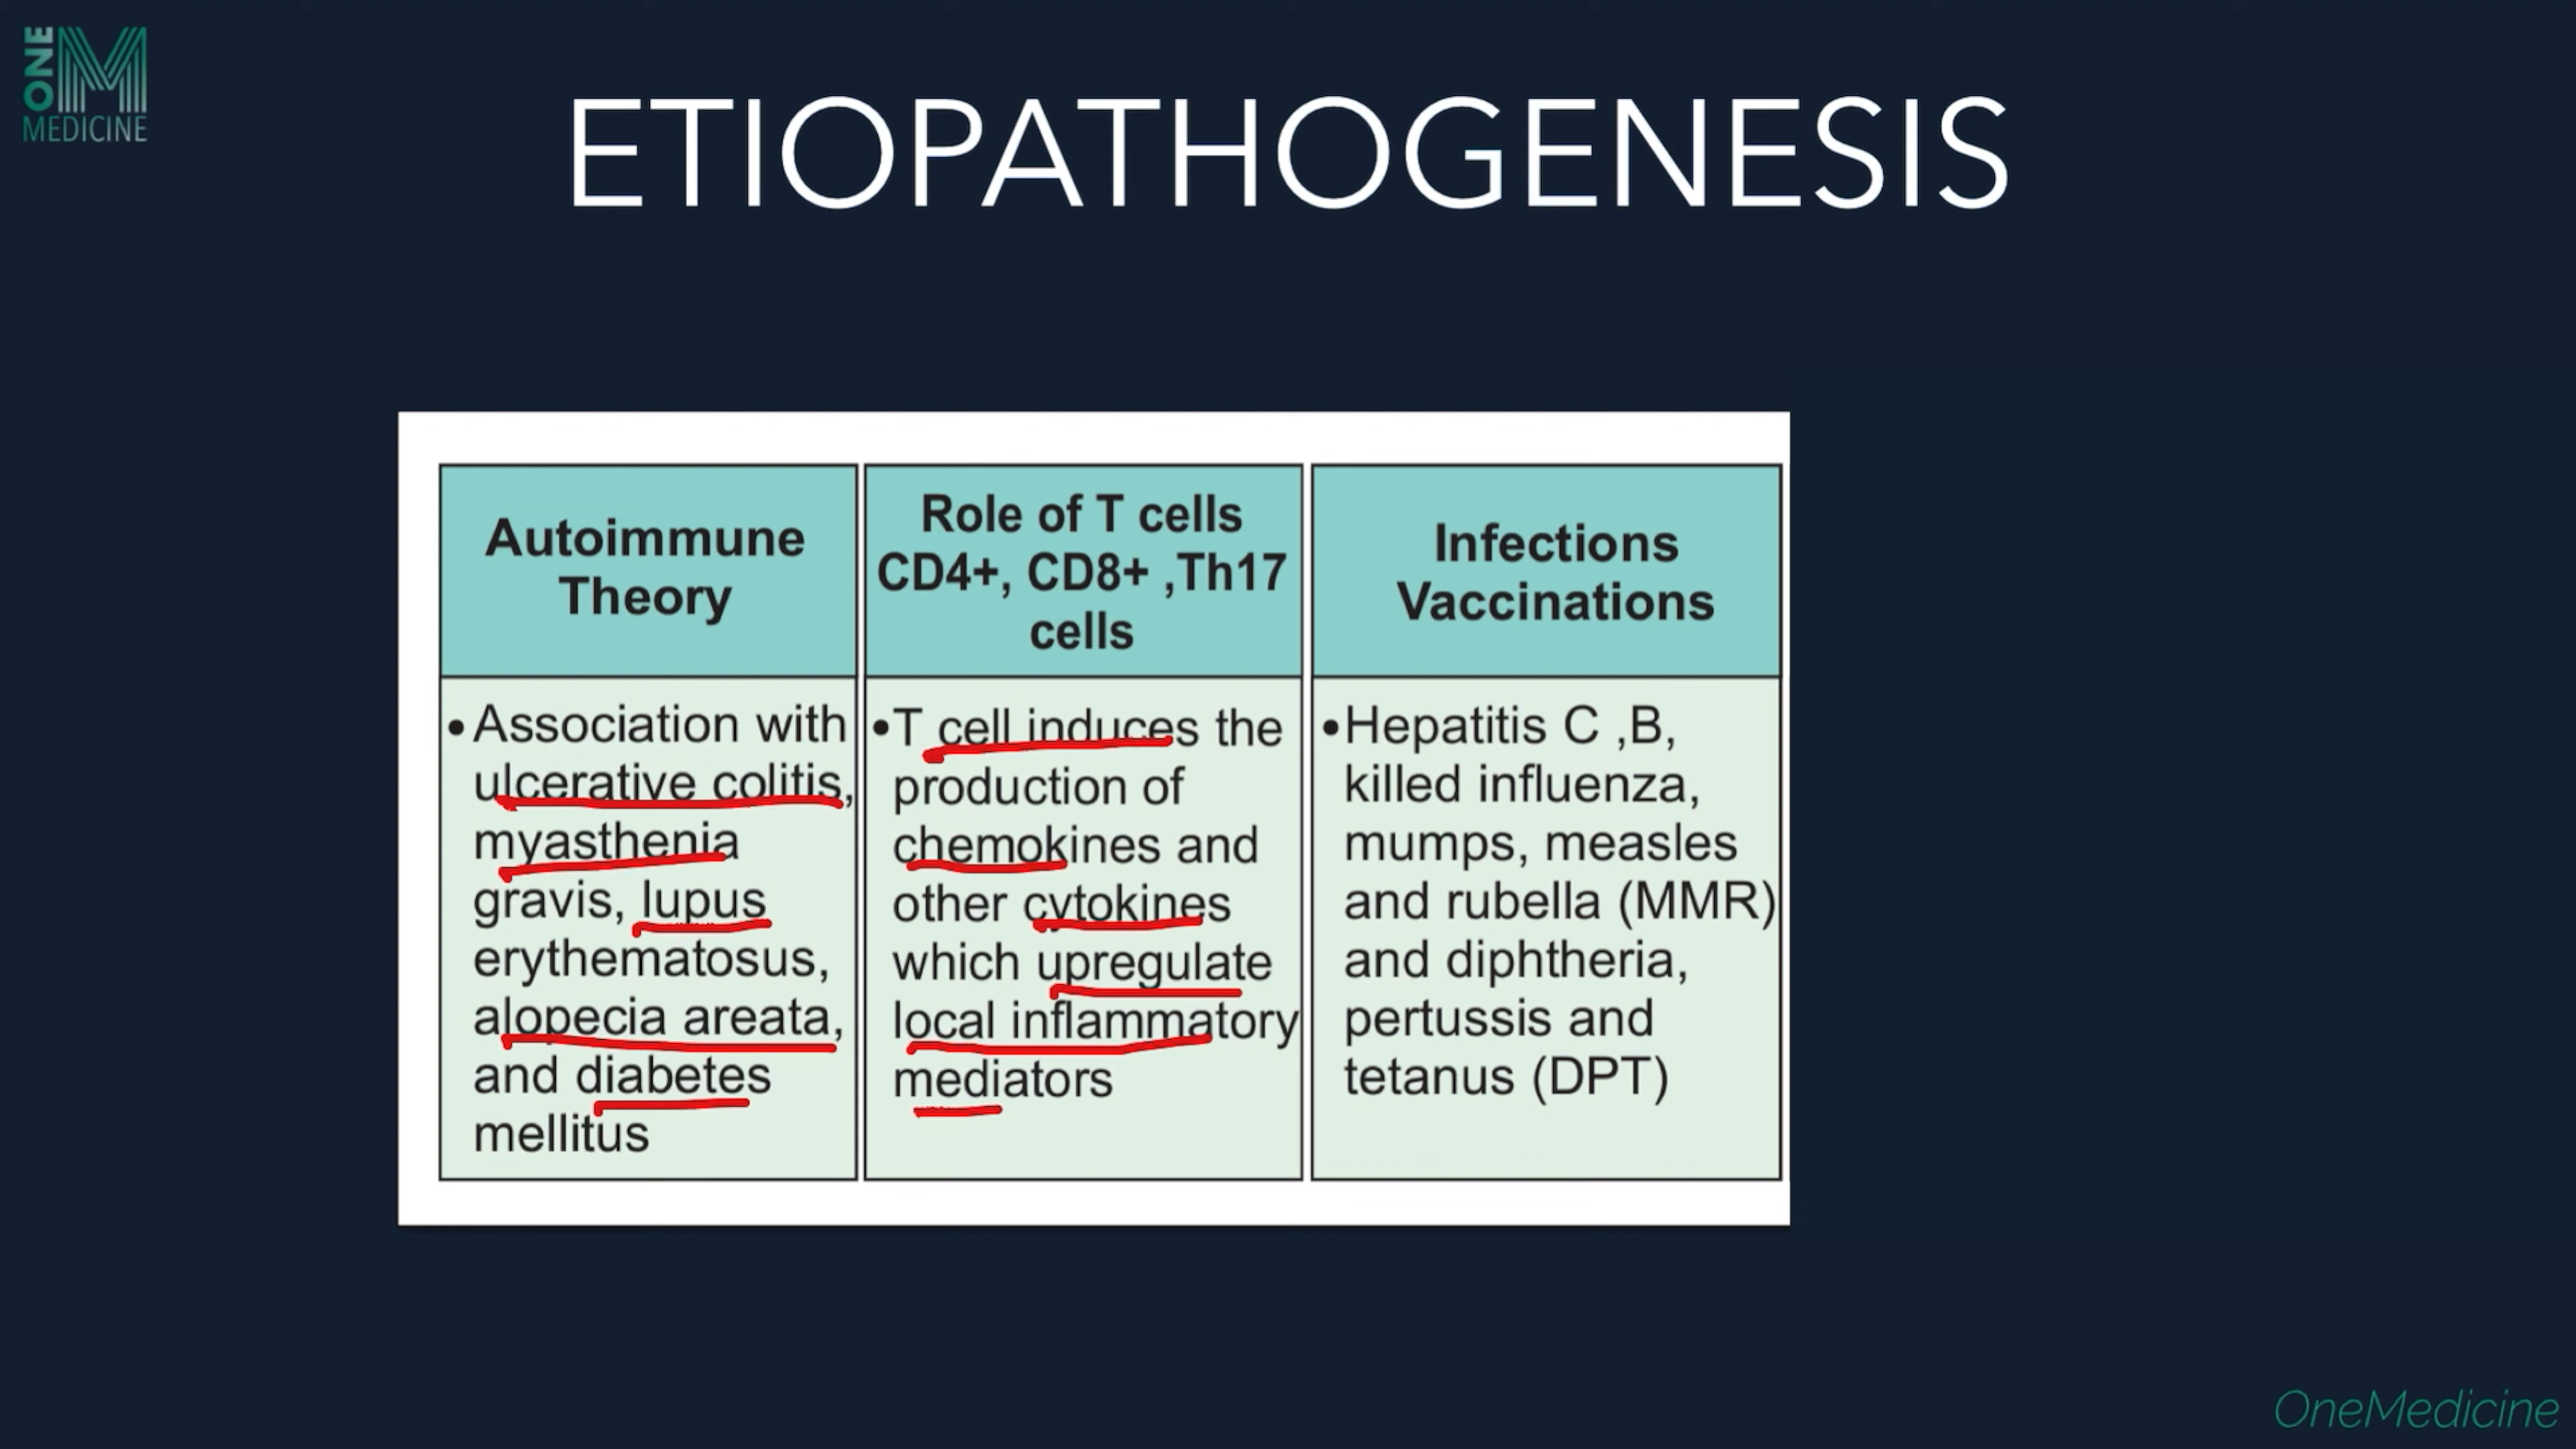 ONE
MEDICINE
ETIOPATHOGENESIS
Autoimmune
Theory
•Association with
ulcerative colitis,
myasthenia
gravis, lupus
erythematosus,
alopecia areata,
and diabetes
mellitus
Role of T cells
CD4+, CD8+ ,Th17
cells
•T cell induces the
production of
chemokines and
other cytokines
which upregulate
local inflammatory
mediators
Infections
Vaccinations
•Hepatitis C ,B,
killed influenza,
mumps, measles
and rubella (MMR)
and diphtheria,
pertussis and
tetanus (DPT)
OneMedicine